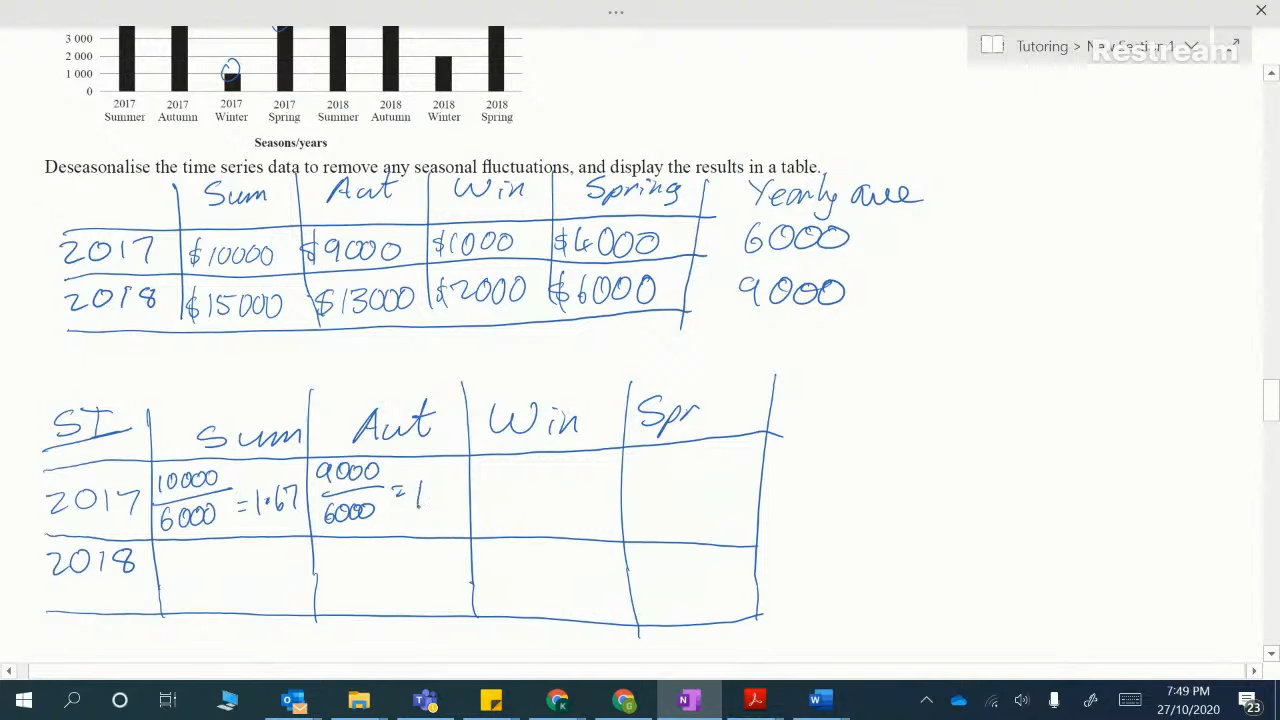 ...
Tutoring > New Section 1
Restream
3 000
2 000
1 000
0
2017 Summer
2017 Autumn
2017 Winter
2017 Spring
2018 Summer
2018 Autumn
2018 Winter
2018 Spring
Seasons/years
Deseasonalise the time series data to remove any seasonal fluctuations, and display the results in a table.
Sum Aut Win Spring Yearly ave
2017 $10000 $9000 $1000 $4000 6000
2018 $15000 $13000 $2000 $6000 9000
ST Sum Aut Win Spr
2017 10000/6000 = 1.67 9000/6000 = 1
2018
7:49 PM
27/10/2020
23